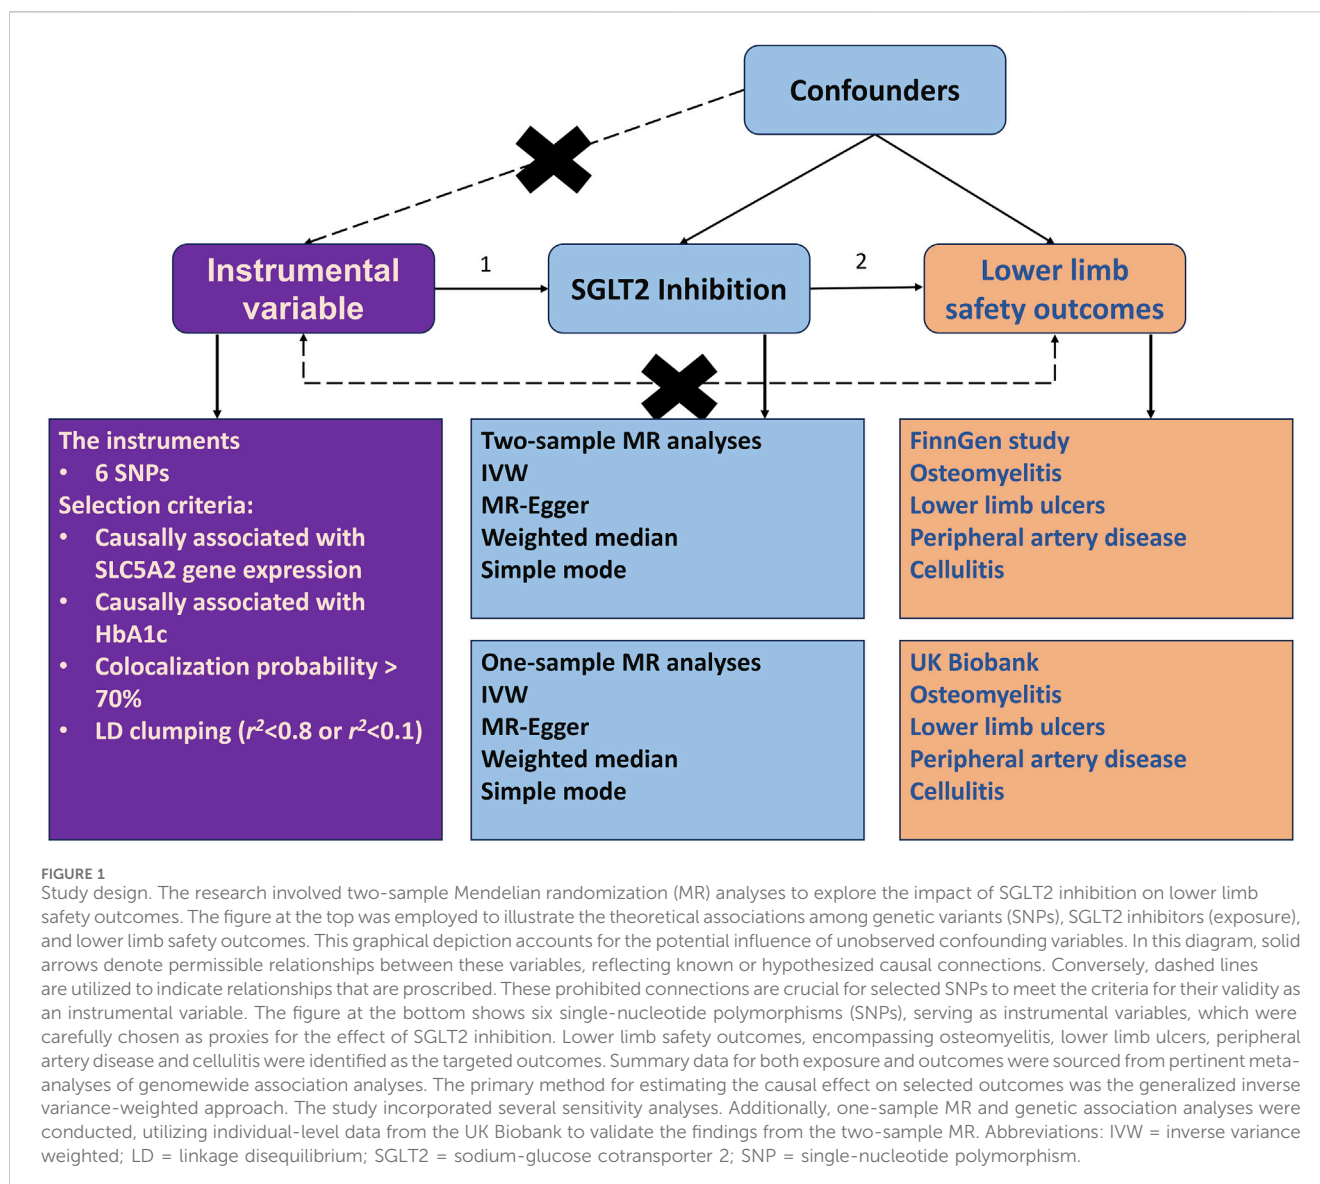 Confounders
Instrumental
variable
1
SGLT2 Inhibition
2
Lower limb
safety outcomes
The instruments
• 6 SNPs
Selection criteria:
• Causally associated with
SLC5A2 gene expression
• Causally associated with
HbA1c
• Colocalization probability >
70%
• LD clumping (r²<0.8 or r²<0.1)
Two-sample MR analyses
IVW
MR-Egger
Weighted median
Simple mode
One-sample MR analyses
IVW
MR-Egger
Weighted median
Simple mode
FinnGen study
Osteomyelitis
Lower limb ulcers
Peripheral artery disease
Cellulitis
UK Biobank
Osteomyelitis
Lower limb ulcers
Peripheral artery disease
Cellulitis
FIGURE 1
Study design. The research involved two-sample Mendelian randomization (MR) analyses to explore the impact of SGLT2 inhibition on lower limb
safety outcomes. The figure at the top was employed to illustrate the theoretical associations among genetic variants (SNPs), SGLT2 inhibitors (exposure),
and lower limb safety outcomes. This graphical depiction accounts for the potential influence of unobserved confounding variables. In this diagram, solid
arrows denote permissible relationships between these variables, reflecting known or hypothesized causal connections. Conversely, dashed lines
are utilized to indicate relationships that are proscribed. These prohibited connections are crucial for selected SNPs to meet the criteria for their validity as
an instrumental variable. The figure at the bottom shows six single-nucleotide polymorphisms (SNPs), serving as instrumental variables, which were
carefully chosen as proxies for the effect of SGLT2 inhibition. Lower limb safety outcomes, encompassing osteomyelitis, lower limb ulcers, peripheral
artery disease and cellulitis were identified as the targeted outcomes. Summary data for both exposure and outcomes were sourced from pertinent meta-
analyses of genomewide association analyses. The primary method for estimating the causal effect on selected outcomes was the generalized inverse
variance-weighted approach. The study incorporated several sensitivity analyses. Additionally, one-sample MR and genetic association analyses were
conducted, utilizing individual-level data from the UK Biobank to validate the findings from the two-sample MR. Abbreviations: IVW = inverse variance
weighted; LD = linkage disequilibrium; SGLT2 = sodium-glucose cotransporter 2; SNP = single-nucleotide polymorphism.